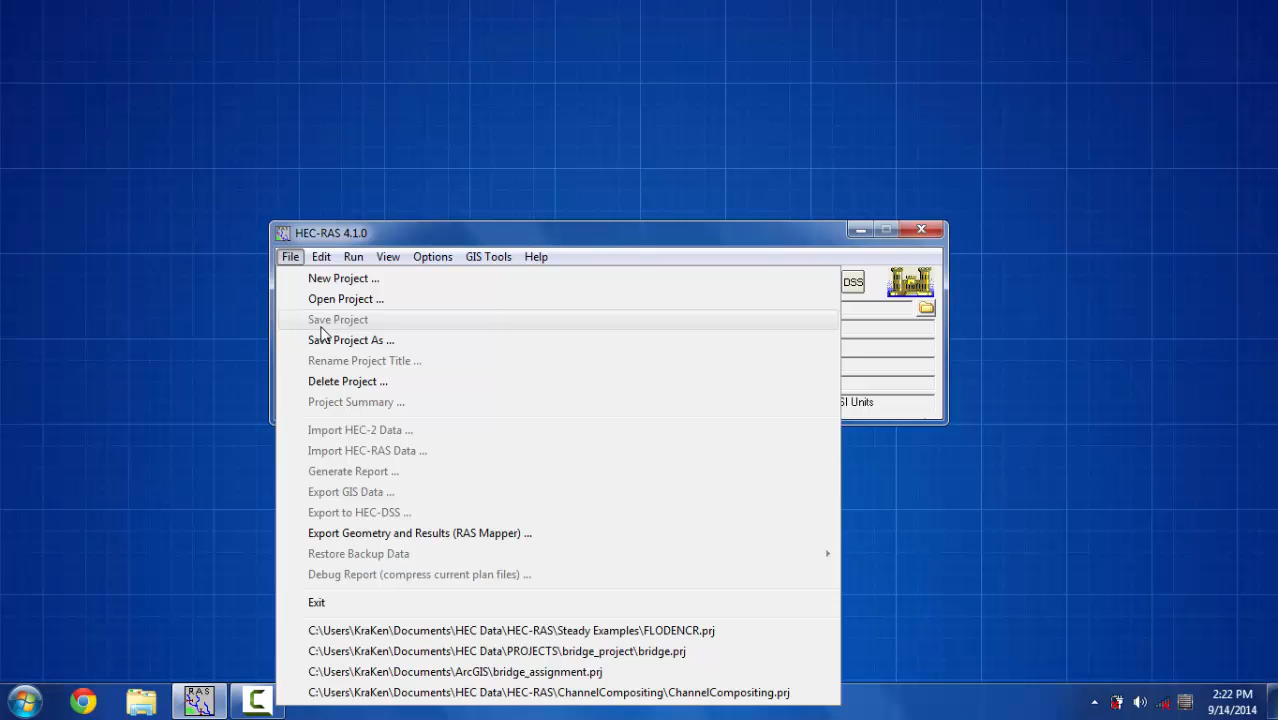 HEC-RAS 4.1.0
File Edit Run View Options GIS Tools Help
New Project ...
DSS
Open Project ...
Save Project
Save Project As ...
Rename Project Title ...
Delete Project ...
Project Summary ...
SI Units
Import HEC-2 Data ...
Import HEC-RAS Data ...
Generate Report ...
Export GIS Data ...
Export to HEC-DSS ...
Export Geometry and Results (RAS Mapper) ...
Restore Backup Data
Debug Report (compress current plan files) ...
Exit
C:\Users\KraKen\Documents\HEC Data\HEC-RAS\Steady Examples\FLODENCR.prj
C:\Users\KraKen\Documents\HEC Data\PROJECTS\bridge_project\bridge.prj
C:\Users\KraKen\Documents\ArcGIS\bridge_assignment.prj
C:\Users\KraKen\Documents\HEC Data\HEC-RAS\ChannelCompositing\ChannelCompositing.prj
RAS
2:22 PM
9/14/2014